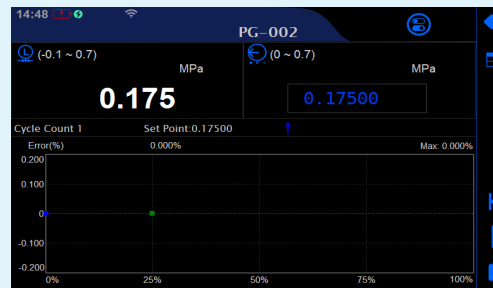 14:48
PG-002
L (-0.1 ~ 0.7)
MPa
0.175
(0 ~ 0.7)
MPa
0.17500
Cycle Count 1 Set Point:0.17500
Error(%) 0.000% Max: 0.000%
0.200
0.100
0
-0.100
-0.200
0% 25% 50% 75% 100%